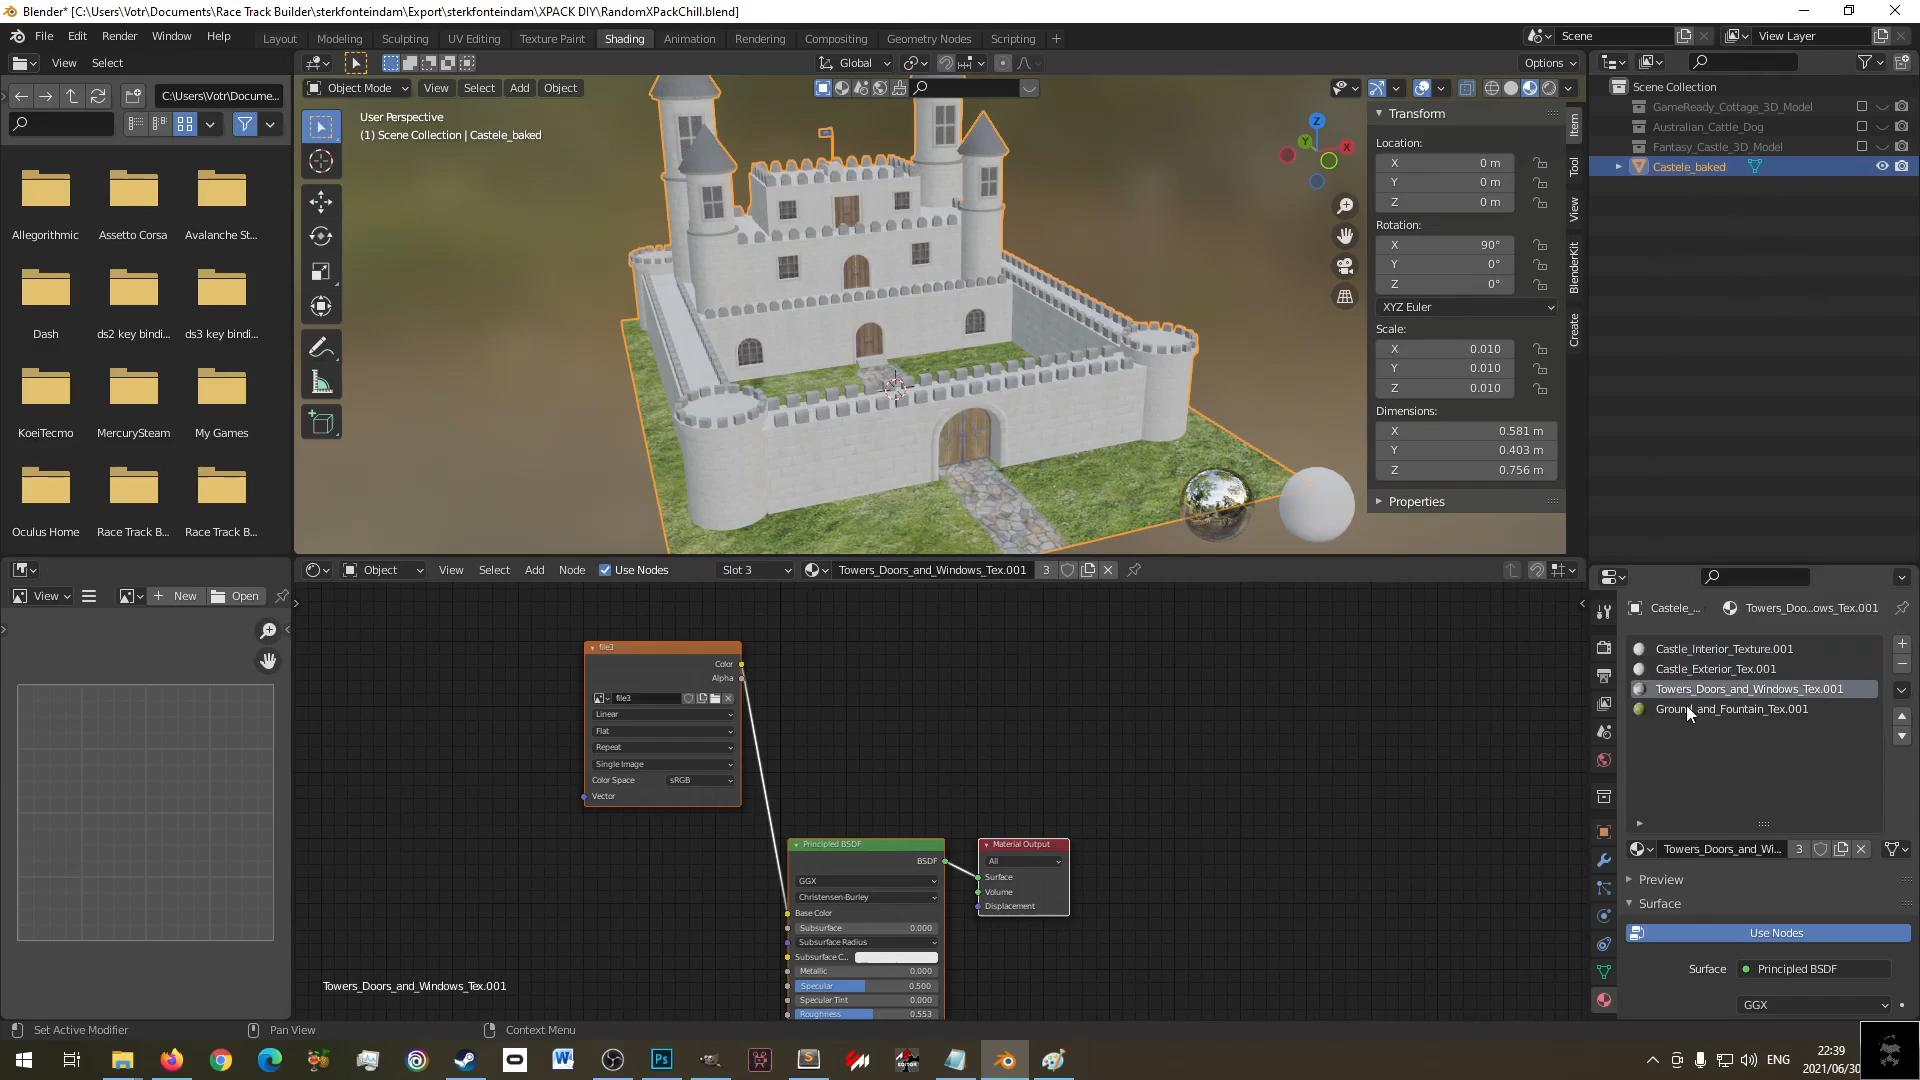 Blender* [C:\Users\Votr\Documents\Race Track Builder\sterkfonteindam\Export\sterkfonteindam\XPACK DIY\RandomXPackChill.blend]
File Edit Render Window Help
Layout Modeling Sculpting UV Editing Texture Paint Shading Animation Rendering Compositing Geometry Nodes Scripting +
Scene
View Layer
View Select
Global
Options
C:\Users\Votr\Docume...
Object Mode View Select Add Object
User Perspective
(1) Scene Collection | Castele_baked
Allegorithmic Assetto Corsa Avalanche St...
Dash ds2 key bindi... ds3 key bindi...
KoeiTecmo MercurySteam My Games
Oculus Home Race Track B... Race Track B...
Z
Y
X
Transform
Location:
X 0 m
Y 0 m
Z 0 m
Rotation:
X 90°
Y 0°
Z 0°
XYZ Euler
Scale:
X 0.010
Y 0.010
Z 0.010
Dimensions:
X 0.581 m
Y 0.403 m
Z 0.756 m
Properties
Item
Tool
View
BlenderKit
Create
Scene Collection
GameReady_Cottage_3D_Model
Australian_Cattle_Dog
Fantasy_Castle_3D_Model
Castele_baked
View New Open
Object View Select Add Node Use Nodes Slot 3 Towers_Doors_and_Windows_Tex.001 3
file3
Color
Alpha
file3
Linear
Flat
Repeat
Single Image
Color Space sRGB
Vector
Principled BSDF
BSDF
GGX
Christensen-Burley
Base Color
Subsurface 0.000
Subsurface Radius
Subsurface C...
Metallic 0.000
Specular 0.500
Specular Tint 0.000
Roughness 0.553
Material Output
All
Surface
Volume
Displacement
Towers_Doors_and_Windows_Tex.001
Castele_... Towers_Doo...ows_Tex.001
Castle_Interior_Texture.001
Castle_Exterior_Tex.001
Towers_Doors_and_Windows_Tex.001
Ground_and_Fountain_Tex.001
Towers_Doors_and_Wi... 3
Preview
Surface
Use Nodes
Surface Principled BSDF
GGX
Set Active Modifier Pan View Context Menu
ENG
22:39
2021/06/30